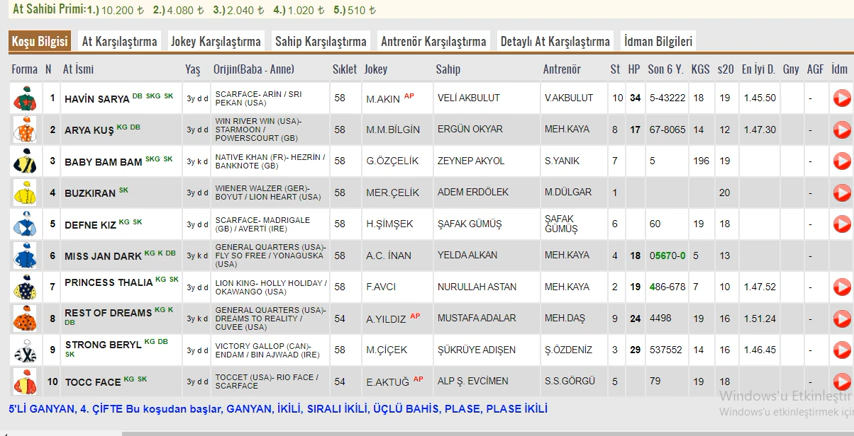 At Sahibi Primi:1.) 10.200 ₺ 2.) 4.080 ₺ 3.) 2.040 ₺ 4.) 1.020 ₺ 5.) 510 ₺
Koşu Bilgisi At Karşılaştırma Jokey Karşılaştırma Sahip Karşılaştırma Antrenör Karşılaştırma Detaylı At Karşılaştırma İdman Bilgileri
Forma N At İsmi Yaş Orijin(Baba - Anne) Sıklet Jokey Sahip Antrenör St HP Son 6 Y. KGS s20 En İyi D. Gny AGF İdm
1 HAVİN SARYA DB SKG SK 3y d d SCARFACE- ARİN / SRI PEKAN (USA) 58 M.AKAN AP VELİ AKBULUT V.AKBULUT 10 34 5-43222 18 19 1.45.50 -
2 ARYA KUŞ KG DB 3y d d WIN RIVER WIN (USA)- STARMOON / POWERSCOURT (GB) 58 M.M.BİLGİN ERGÜN OKYAR MEH.KAYA 8 17 67-8065 14 12 1.47.30 -
3 BABY BAM BAM SKG SK 3y k d NATIVE KHAN (FR)- HEZRİN / BANKNOTE (GB) 58 G.ÖZÇELİK ZEYNEP AKYOL S.YANIK 7 5 196 19 -
4 BUZKIRAN SK 3y d d WIENER WALZER (GER)- BOYUT / LION HEART (USA) 58 MER.ÇELİK ADEM ERDÖLEK M.DÜLGAR 1 20 -
5 DEFNE KIZ KG SK 3y d d SCARFACE- MADRIGALE (GB) / AVERTI (IRE) 58 H.ŞİMŞEK ŞAFAK GÜMÜŞ ŞAFAK GÜMÜŞ 6 60 19 18 -
6 MISS JAN DARK KG K DB 3y k d GENERAL QUARTERS (USA)- FLY SO FREE / YONAGUSKA (USA) 58 A.C. İNAN YELDA ALKAN MEH.KAYA 4 18 05670-0 5 13 -
7 PRINCESS THALIA KG SK 3y d d LION KING- HOLLY HOLIDAY / OKAWANGO (USA) 58 F.AVCI NURULLAH ASTAN MEH.KAYA 2 19 486-678 7 10 1.47.52 -
8 REST OF DREAMS KG K DB 3y k d GENERAL QUARTERS (USA)- DREAMS TO REALITY / CUVEE (USA) 54 A.YILDIZ AP MUSTAFA ADALAR MEH.DAŞ 9 24 4498 19 16 1.51.24 -
9 STRONG BERYL KG DB SK 3y d d VICTORY GALLOP (CAN)- ENDAM / BIN AJWAAD (IRE) 58 M.ÇİÇEK ŞÜKRÜYE ADIŞEN Ş.ÖZDENİZ 3 29 537552 14 16 1.46.45 -
10 TOCC FACE KG SK 3y d d TOCCET (USA)- RIO FACE / SCARFACE 54 E.AKTUĞ AP ALP Ş. EVCİMEN S.S.GÖRGÜ 5 79 19 18 -
5'Lİ GANYAN, 4. ÇİFTE Bu koşudan başlar, GANYAN, İKİLİ, SIRALI İKİLİ, ÜÇLÜ BAHİS, PLASE, PLASE İKİLİ
Windows'u Etkinleştir
Windows'u etkinleştirmek için